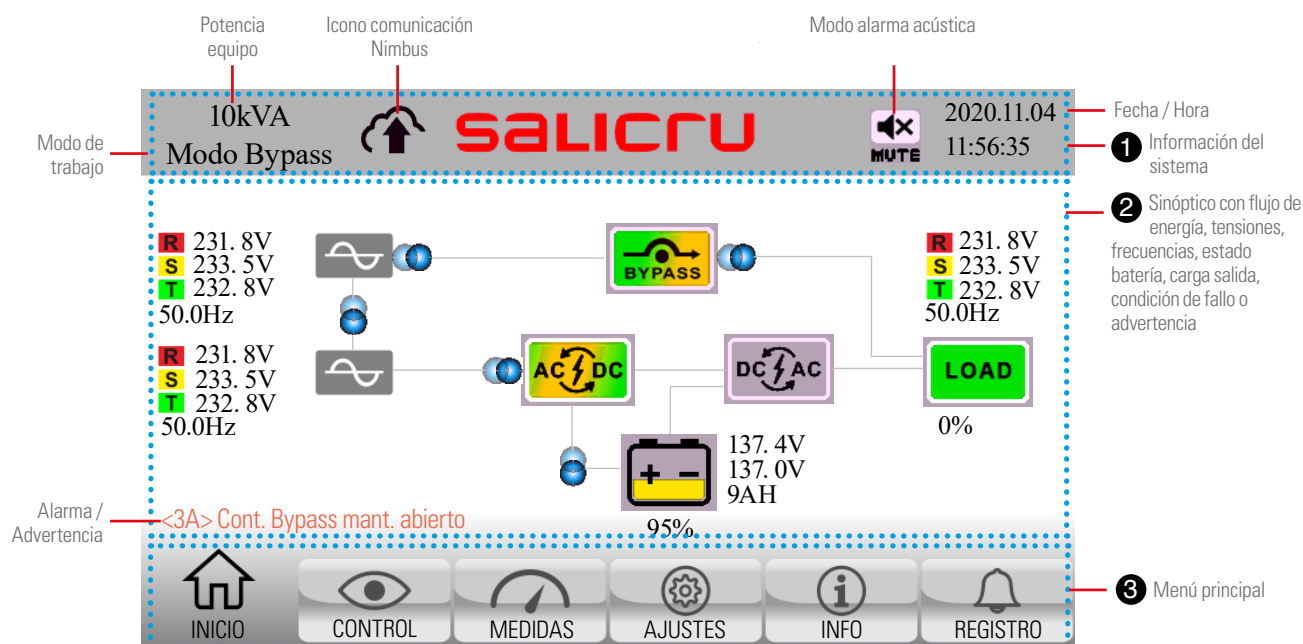 Potencia
equipo
Icono comunicación
Nimbus
Modo alarma acústica
Modo de
trabajo
10kVA
Modo Bypass
salicru
MUTE
2020.11.04
11:56:35
Fecha / Hora
1 Información del
sistema
2 Sinóptico con flujo de
energía, tensiones,
frecuencias, estado
batería, carga salida,
condición de fallo o
advertencia
R 231. 8V
S 233. 5V
T 232. 8V
50.0Hz
BYPASS
R 231. 8V
S 233. 5V
T 232. 8V
50.0Hz
R 231. 8V
S 233. 5V
T 232. 8V
50.0Hz
AC DC
DC AC
LOAD
0%
+ −
137. 4V
137. 0V
9AH
95%
Alarma /
Advertencia
<3A> Cont. Bypass mant. abierto
INICIO
CONTROL
MEDIDAS
AJUSTES
i
INFO
REGISTRO
3 Menú principal